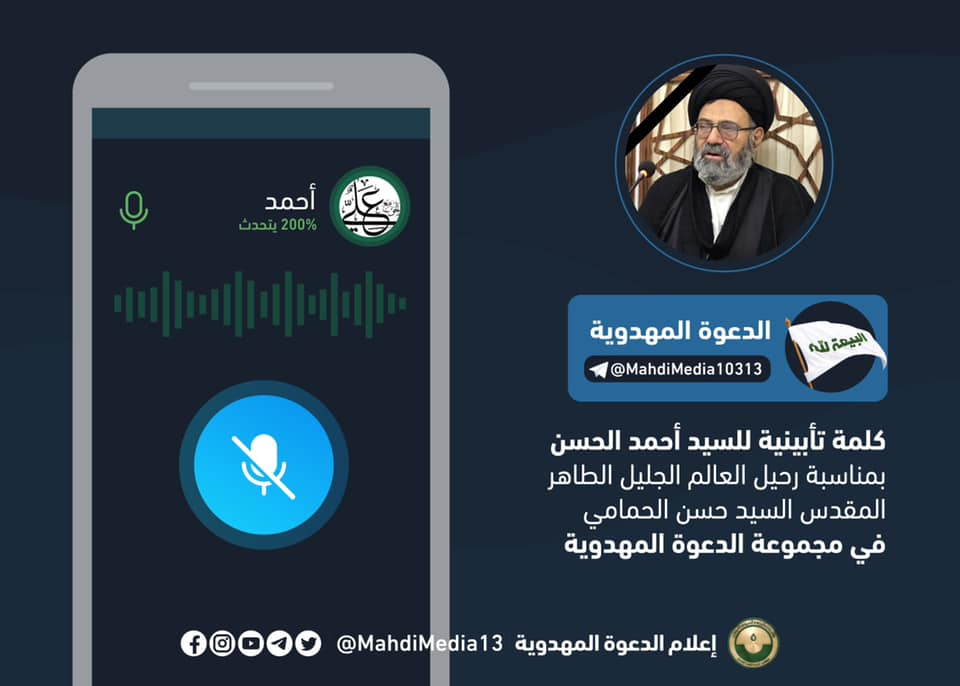 أحمد
200% يتحدث
علي
الدعوة المهدوية
البيعة لله
@MahdiMedia10313
كلمة تأبينية للسيد أحمد الحسن
بمناسبة رحيل العالم الجليل الطاهر
المقدس السيد حسن الحمامي
في مجموعة الدعوة المهدوية
إعلام الدعوة المهدوية @MahdiMedia13